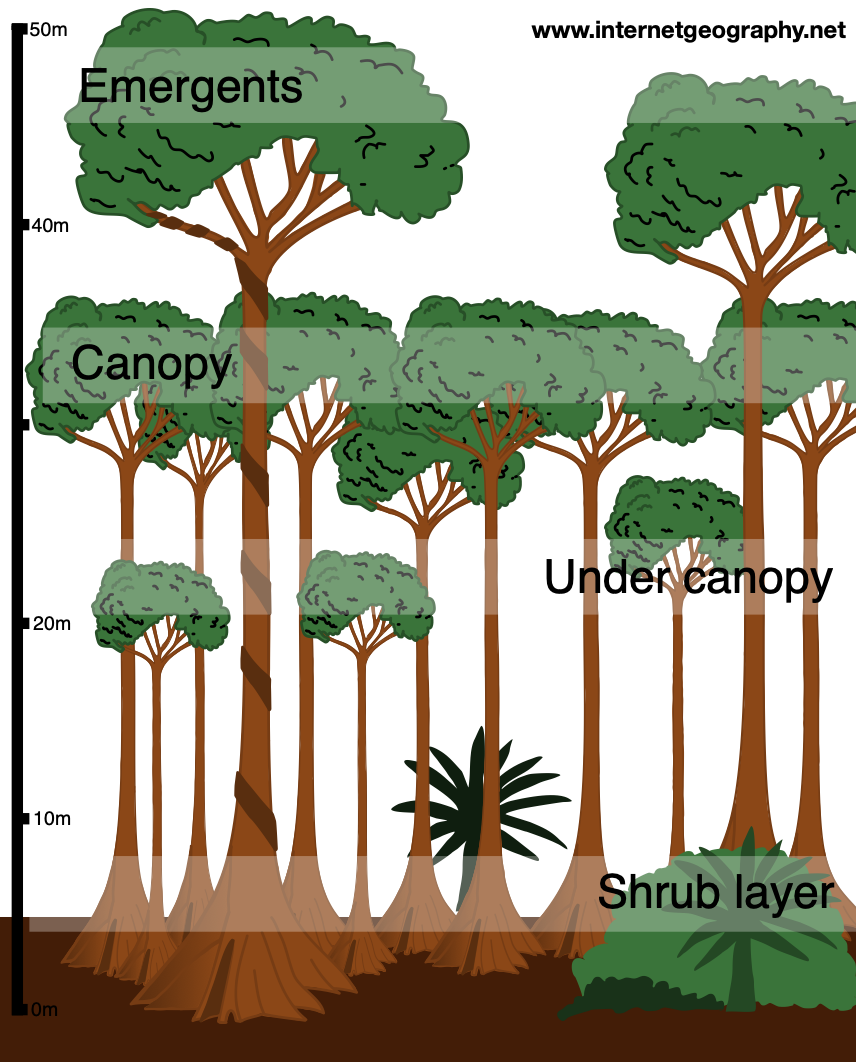 50m
www.internetgeography.net
Emergents
40m
Canopy
Under canopy
20m
10m
Shrub layer
0m